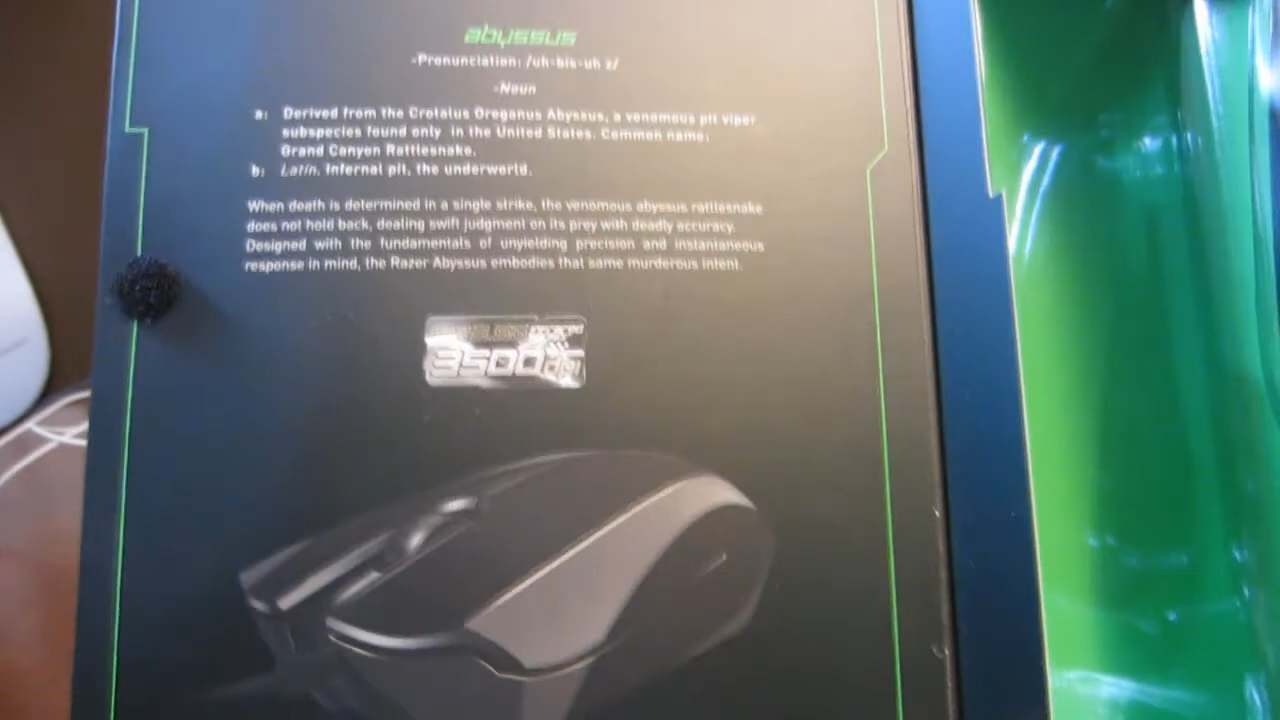 abyssus
-Pronunciation: /uh-bis-uh s/
-Noun
a: Derived from the Crotalus Oreganus Abyssus, a venomous pit viper
subspecies found only in the United States. Common name:
Grand Canyon Rattlesnake.
b: Latin. Infernal pit, the underworld.
When death is determined in a single strike, the venomous abyssus rattlesnake
does not hold back, dealing swift judgment on its prey with deadly accuracy.
Designed with the fundamentals of unyielding precision and instantaneous
response in mind, the Razer Abyssus embodies that same murderous intent.
3500dpi